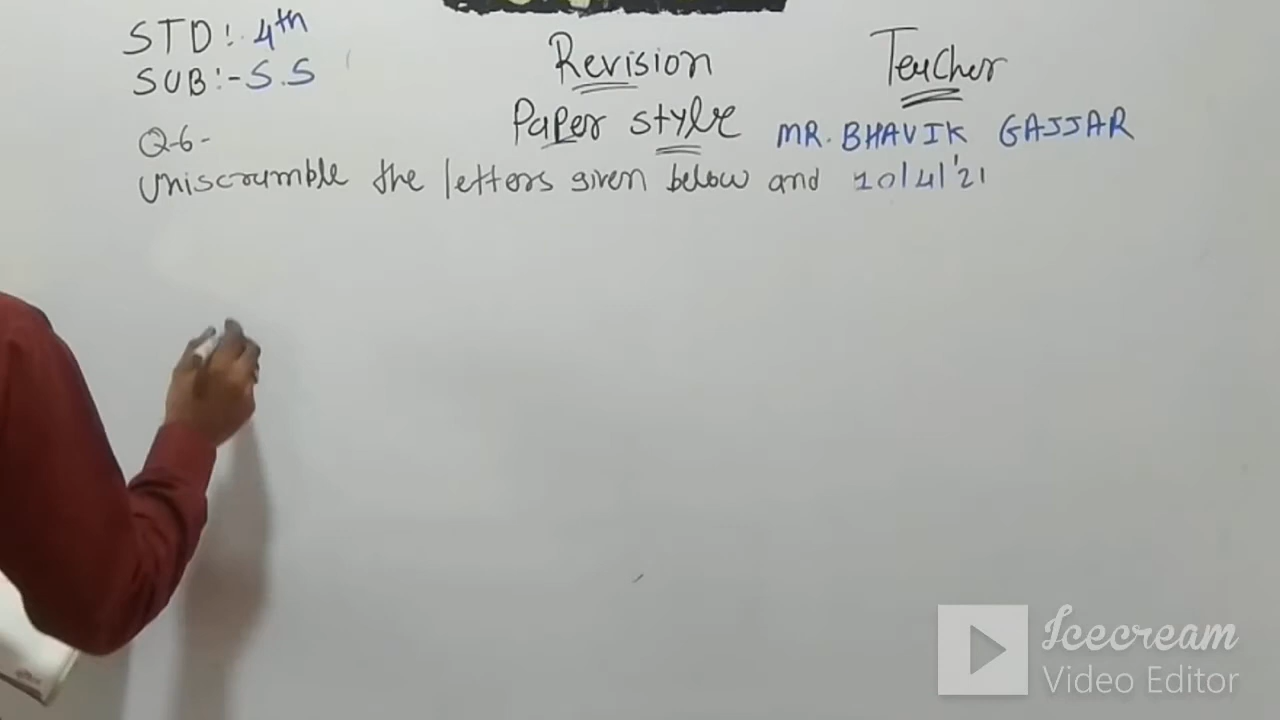 STD:- 4th
SUB:- S.S
Revision
Paper style
Teacher
MR. BHAVIK GAJJAR
Q-6-
Uniscrumble the letters given below and 10/4/'21
Icecream
Video Editor